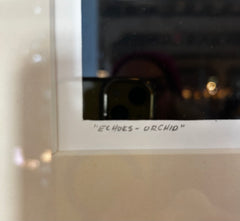 "ECHOES - ORCHID"